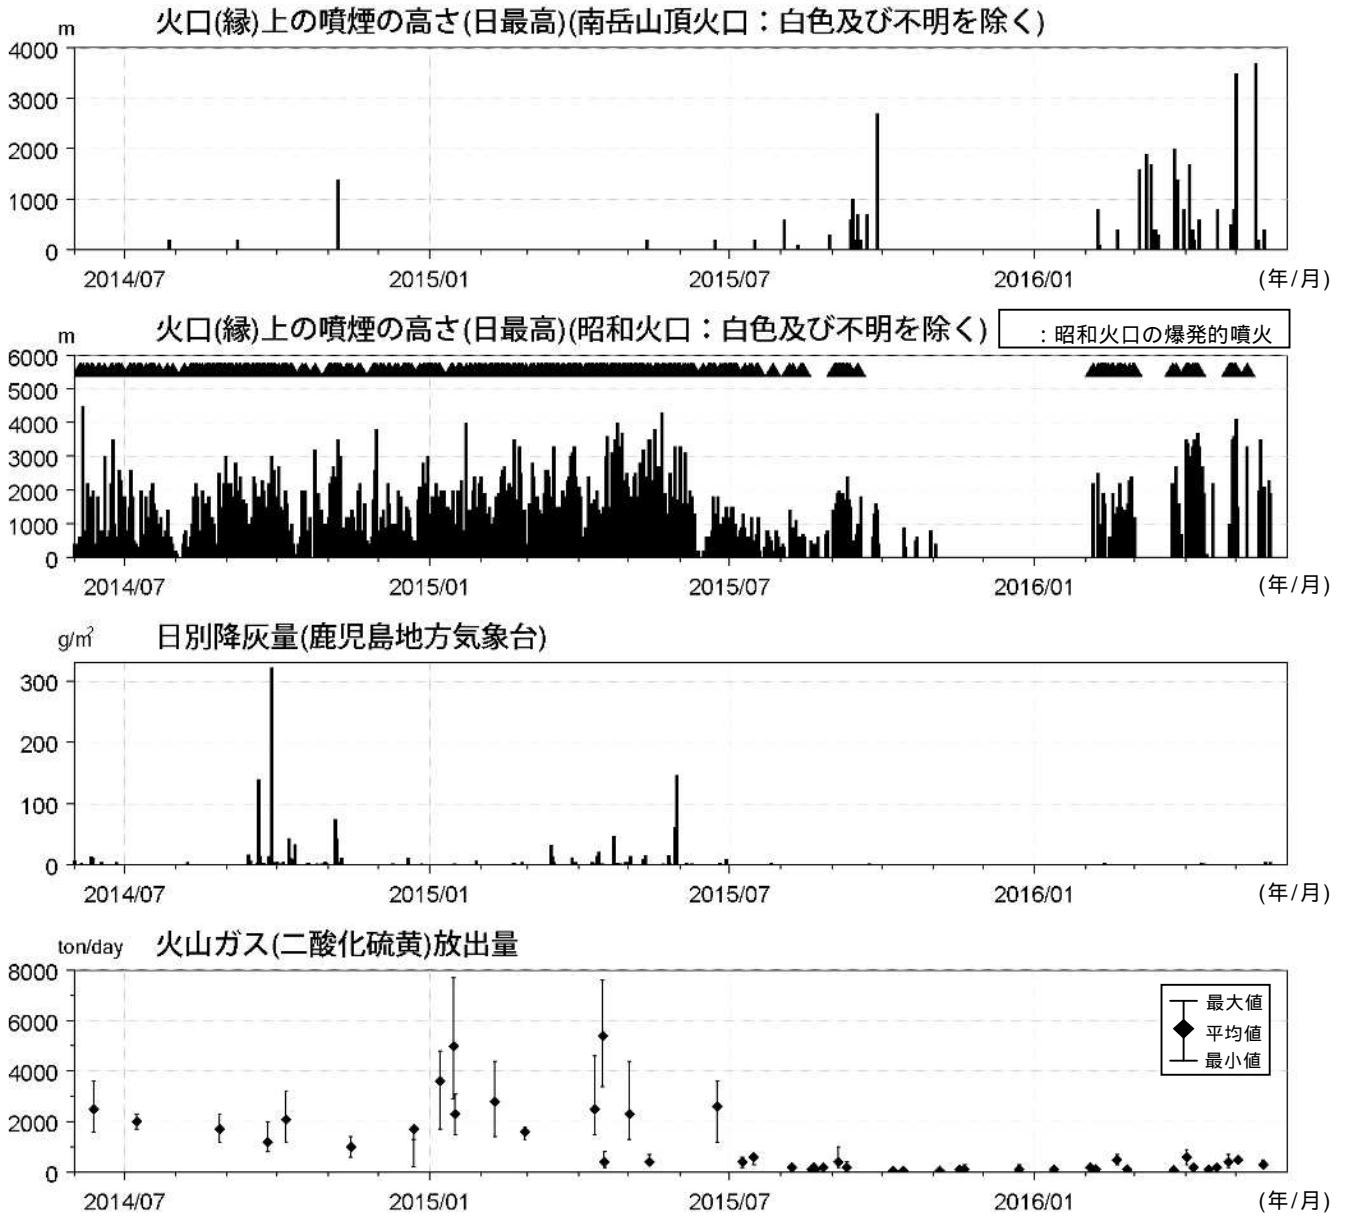 火口(縁)上の噴煙の高さ(日最高)(南岳山頂火口：白色及び不明を除く)
m
4000
3000
2000
1000
0
2014/07 2015/01 2015/07 2016/01 (年/月)
火口(縁)上の噴煙の高さ(日最高)(昭和火口：白色及び不明を除く)
：昭和火口の爆発的噴火
m
6000
5000
4000
3000
2000
1000
0
2014/07 2015/01 2015/07 2016/01 (年/月)
g/m² 日別降灰量(鹿児島地方気象台)
300
200
100
0
2014/07 2015/01 2015/07 2016/01 (年/月)
ton/day 火山ガス(二酸化硫黄)放出量
8000
6000
4000
2000
0
最大値
平均値
最小値
2014/07 2015/01 2015/07 2016/01 (年/月)